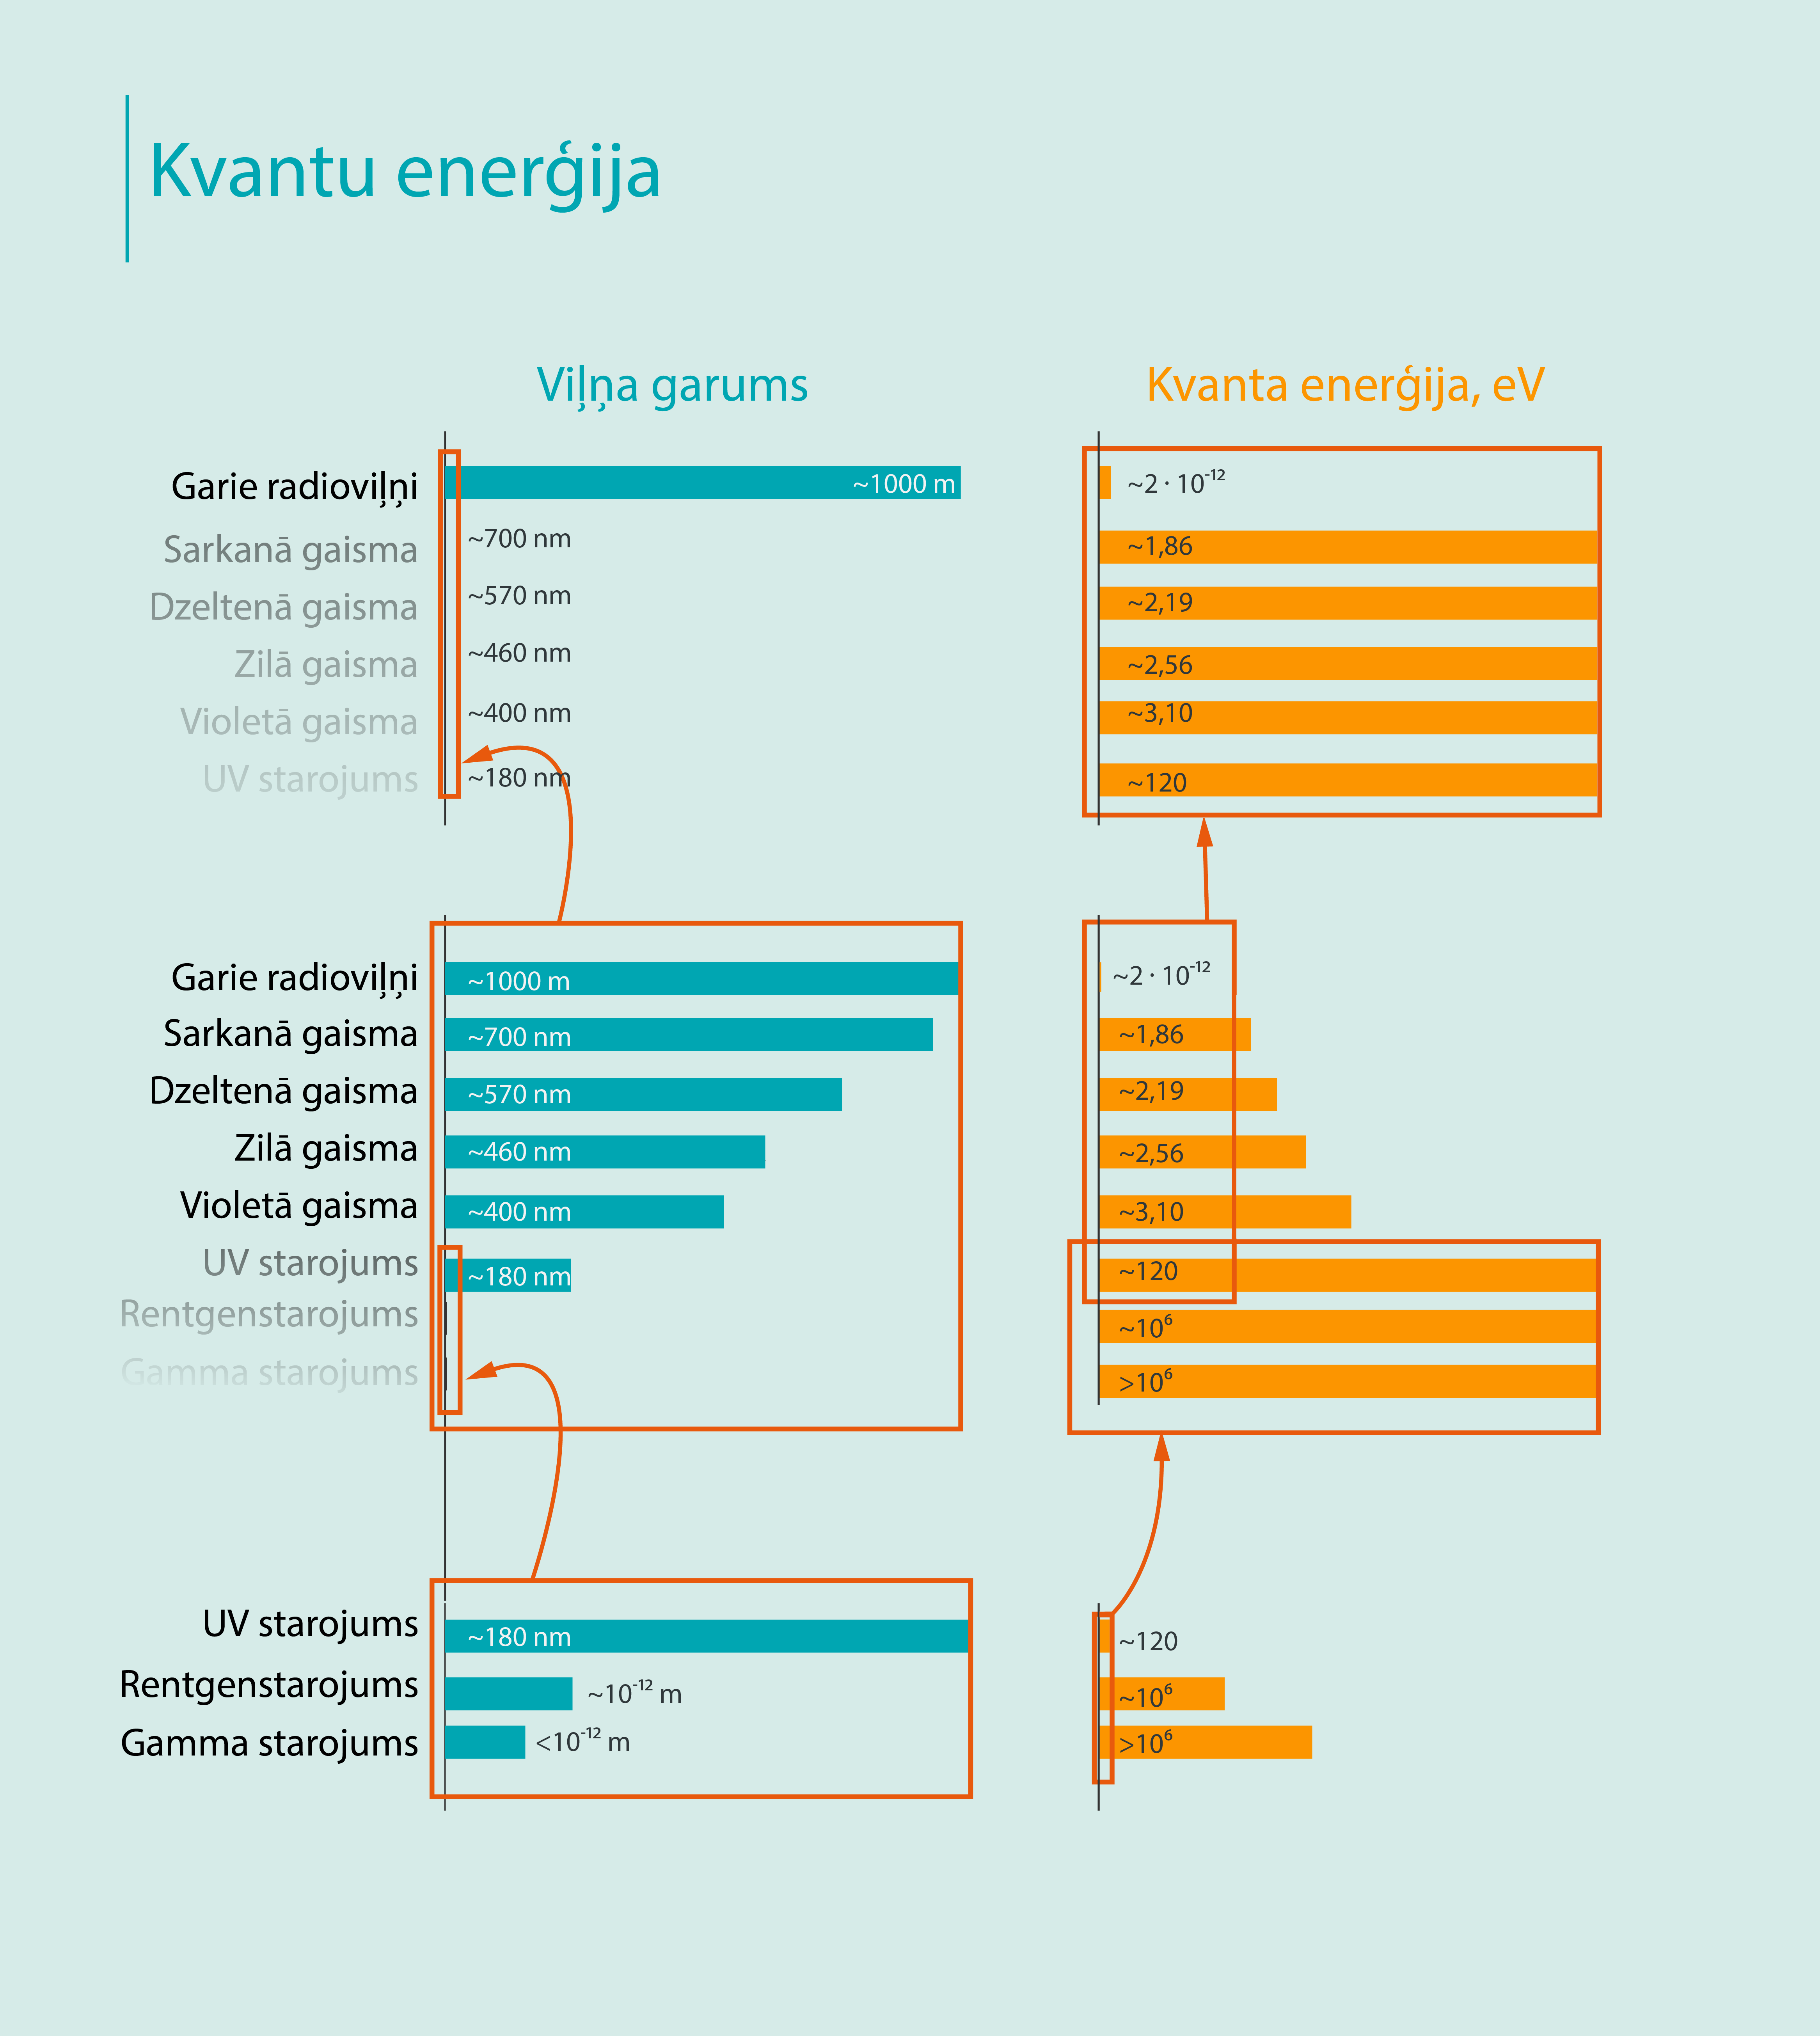 Kvantu enerģija
Viļņa garums
Kvanta enerģija, eV
Garie radioviļņi ~1000 m ~2 · 10⁻¹²
Sarkanā gaisma ~700 nm ~1,86
Dzeltenā gaisma ~570 nm ~2,19
Zilā gaisma ~460 nm ~2,56
Violetā gaisma ~400 nm ~3,10
UV starojums ~180 nm ~120
Garie radioviļņi ~1000 m ~2 · 10⁻¹²
Sarkanā gaisma ~700 nm ~1,86
Dzeltenā gaisma ~570 nm ~2,19
Zilā gaisma ~460 nm ~2,56
Violetā gaisma ~400 nm ~3,10
UV starojums ~180 nm ~120
Rentgenstarojums ~10⁶
Gamma starojums >10⁶
UV starojums ~180 nm ~120
Rentgenstarojums ~10⁻¹² m ~10⁶
Gamma starojums <10⁻¹² m >10⁶